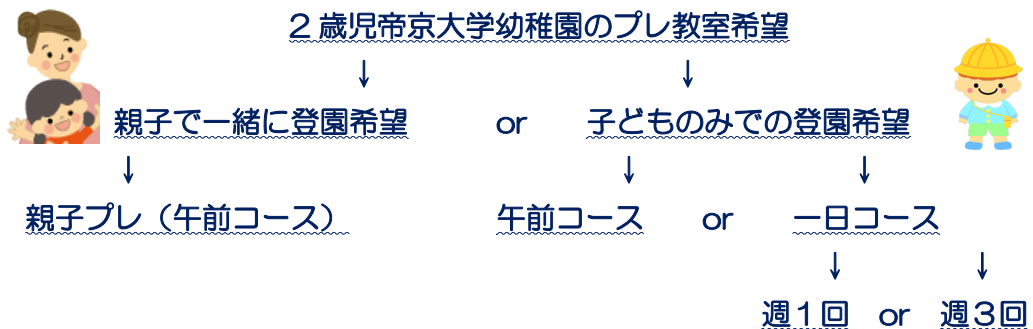 ２歳児帝京大学幼稚園のプレ教室希望
↓ ↓
親子で一緒に登園希望 or 子どものみでの登園希望
↓ ↓ ↓
親子プレ（午前コース） 午前コース or 一日コース
↓ ↓
週１回 or 週３回